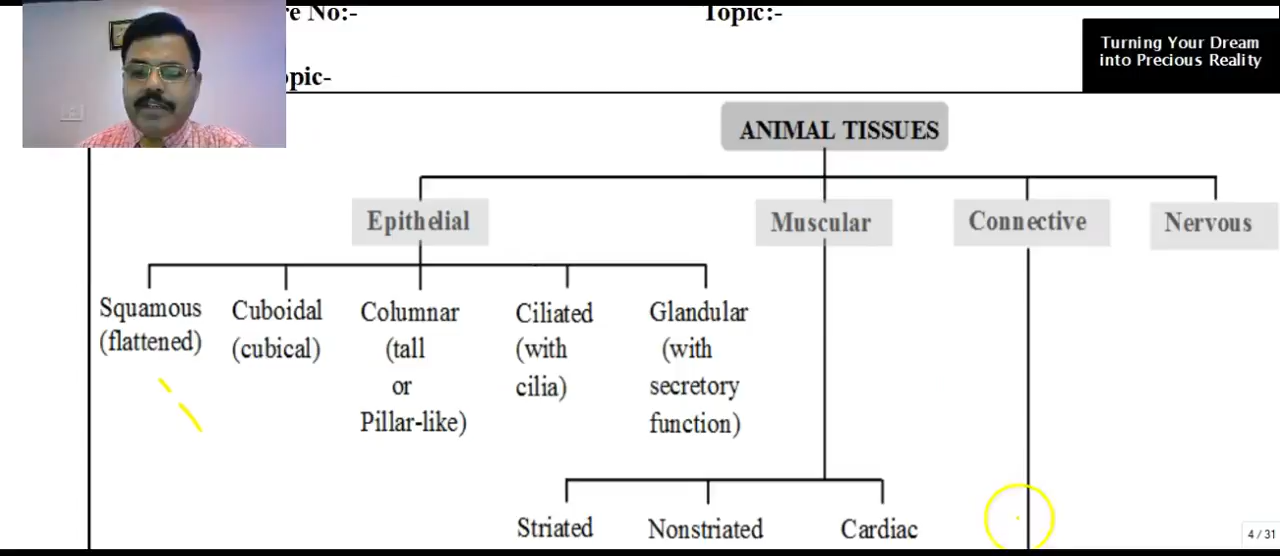 re No:-
Topic:-
Turning Your Dream
into Precious Reality
opic-
ANIMAL TISSUES
Epithelial
Muscular
Connective
Nervous
Squamous
(flattened)
Cuboidal
(cubical)
Columnar
(tall
or
Pillar-like)
Ciliated
(with
cilia)
Glandular
(with
secretory
function)
Striated
Nonstriated
Cardiac
4 / 31